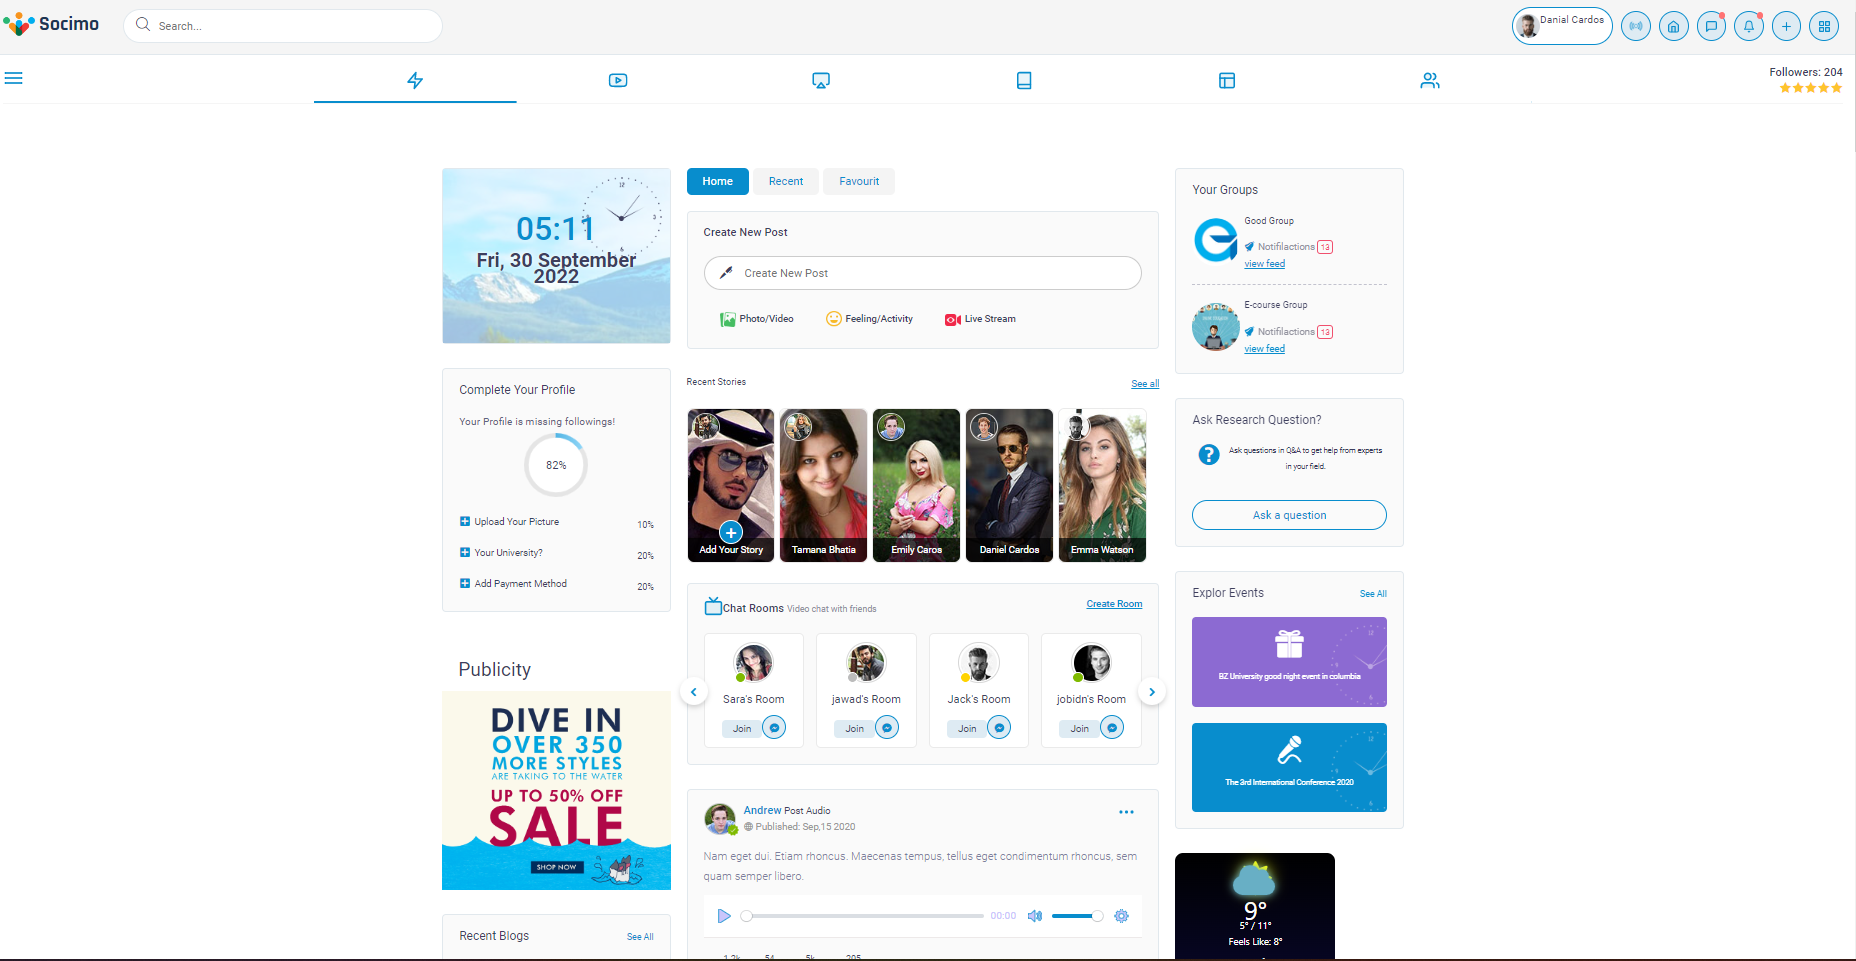 Socimo
Search...
Danial Cardos
Followers: 204
05:11
Fri, 30 September
2022
Complete Your Profile
Your Profile is missing followings!
82%
Upload Your Picture 10%
Your University? 20%
Add Payment Method 20%
Publicity
DIVE IN
OVER 350
MORE STYLES
ARE TAKING TO THE WATER
UP TO 50% OFF
SALE
SHOP NOW
Recent Blogs See All
Home Recent Favourit
Create New Post
Create New Post
Photo/Video Feeling/Activity Live Stream
Recent Stories See all
Add Your Story Tamana Bhatia Emily Caros Daniel Cardos Emma Watson
Chat Rooms Video chat with friends Create Room
Sara's Room jawad's Room Jack's Room jobidn's Room
Join Join Join Join
Andrew Post Audio
Published: Sep,15 2020
Nam eget dui. Etiam rhoncus. Maecenas tempus, tellus eget condimentum rhoncus, sem
quam semper libero.
00:00
1.2k 54 5k 205
Your Groups
Good Group
Notifilactions 13
view feed
E-course Group
Notifilactions 13
view feed
Ask Research Question?
Ask questions in Q&A to get help from experts
in your field.
Ask a question
Explor Events See All
BZ University good night event in columbia
The 3rd International Conference 2020
9°
5° / 11°
Feels Like: 8°